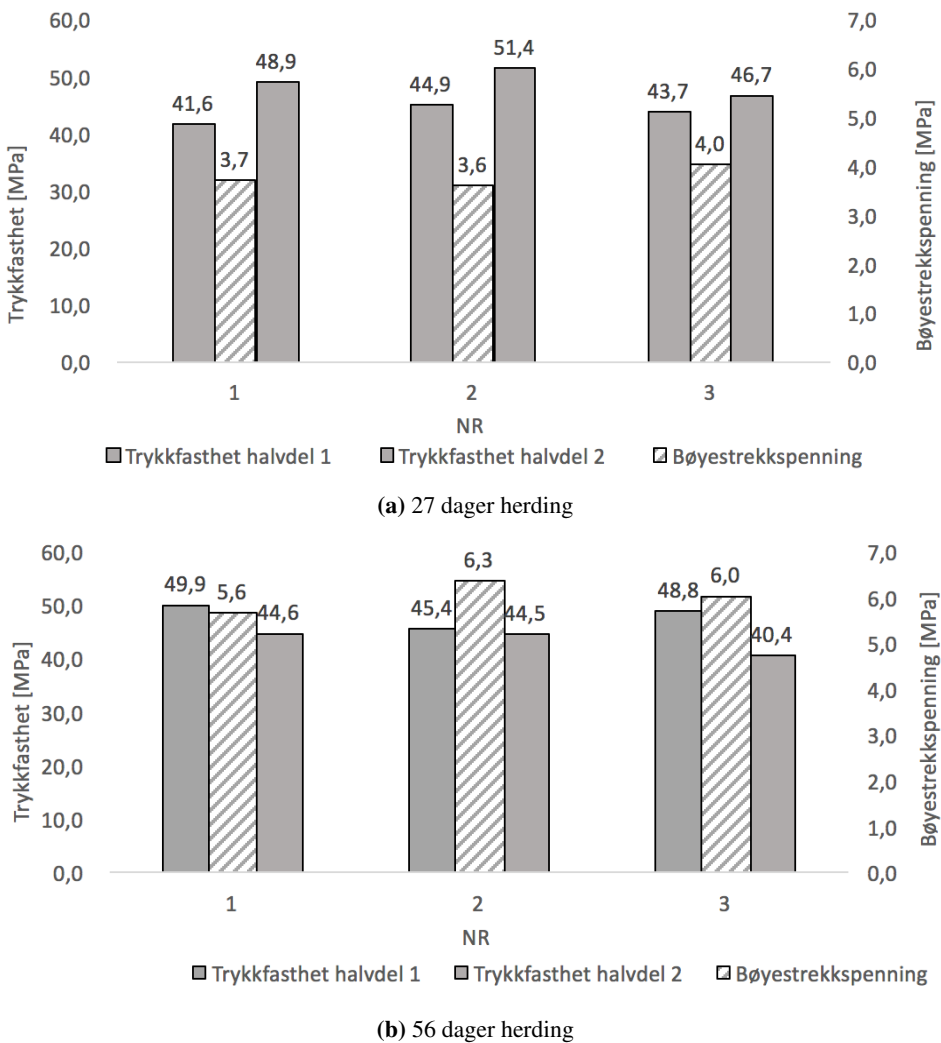 60,0
50,0
40,0
30,0
20,0
10,0
0,0
Trykkfasthet [MPa]
41,6 3,7 48,9
44,9 3,6 51,4
43,7 4,0 46,7
7,0
6,0
5,0
4,0
3,0
2,0
1,0
0,0
Bøyestrekkspenning [MPa]
1 2 3
NR
Trykkfasthet halvdel 1 Trykkfasthet halvdel 2 Bøyestrekkspenning
(a) 27 dager herding
60,0
50,0
40,0
30,0
20,0
10,0
0,0
Trykkfasthet [MPa]
49,9 5,6 44,6
45,4 6,3 44,5
48,8 6,0 40,4
7,0
6,0
5,0
4,0
3,0
2,0
1,0
0,0
Bøyestrekkspenning [MPa]
1 2 3
NR
Trykkfasthet halvdel 1 Trykkfasthet halvdel 2 Bøyestrekkspenning
(b) 56 dager herding